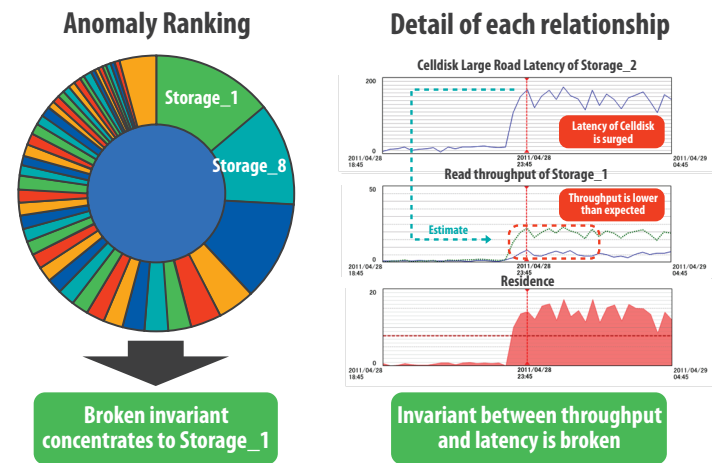 Anomaly Ranking
Storage_1
Storage_8
Broken invariant
concentrates to Storage_1
Detail of each relationship
Celldisk Large Road Latency of Storage_2
200
0
Latency of Celldisk
is surged
2011/04/28
18:45
2011/04/28
23:45
2011/04/29
04:45
Read throughput of Storage_1
50
0
Throughput is lower
than expected
Estimate
2011/04/28
18:45
2011/04/28
23:45
2011/04/29
04:45
Residence
20
0
2011/04/28
18:45
2011/04/28
23:45
2011/04/29
04:45
Invariant between throughput
and latency is broken